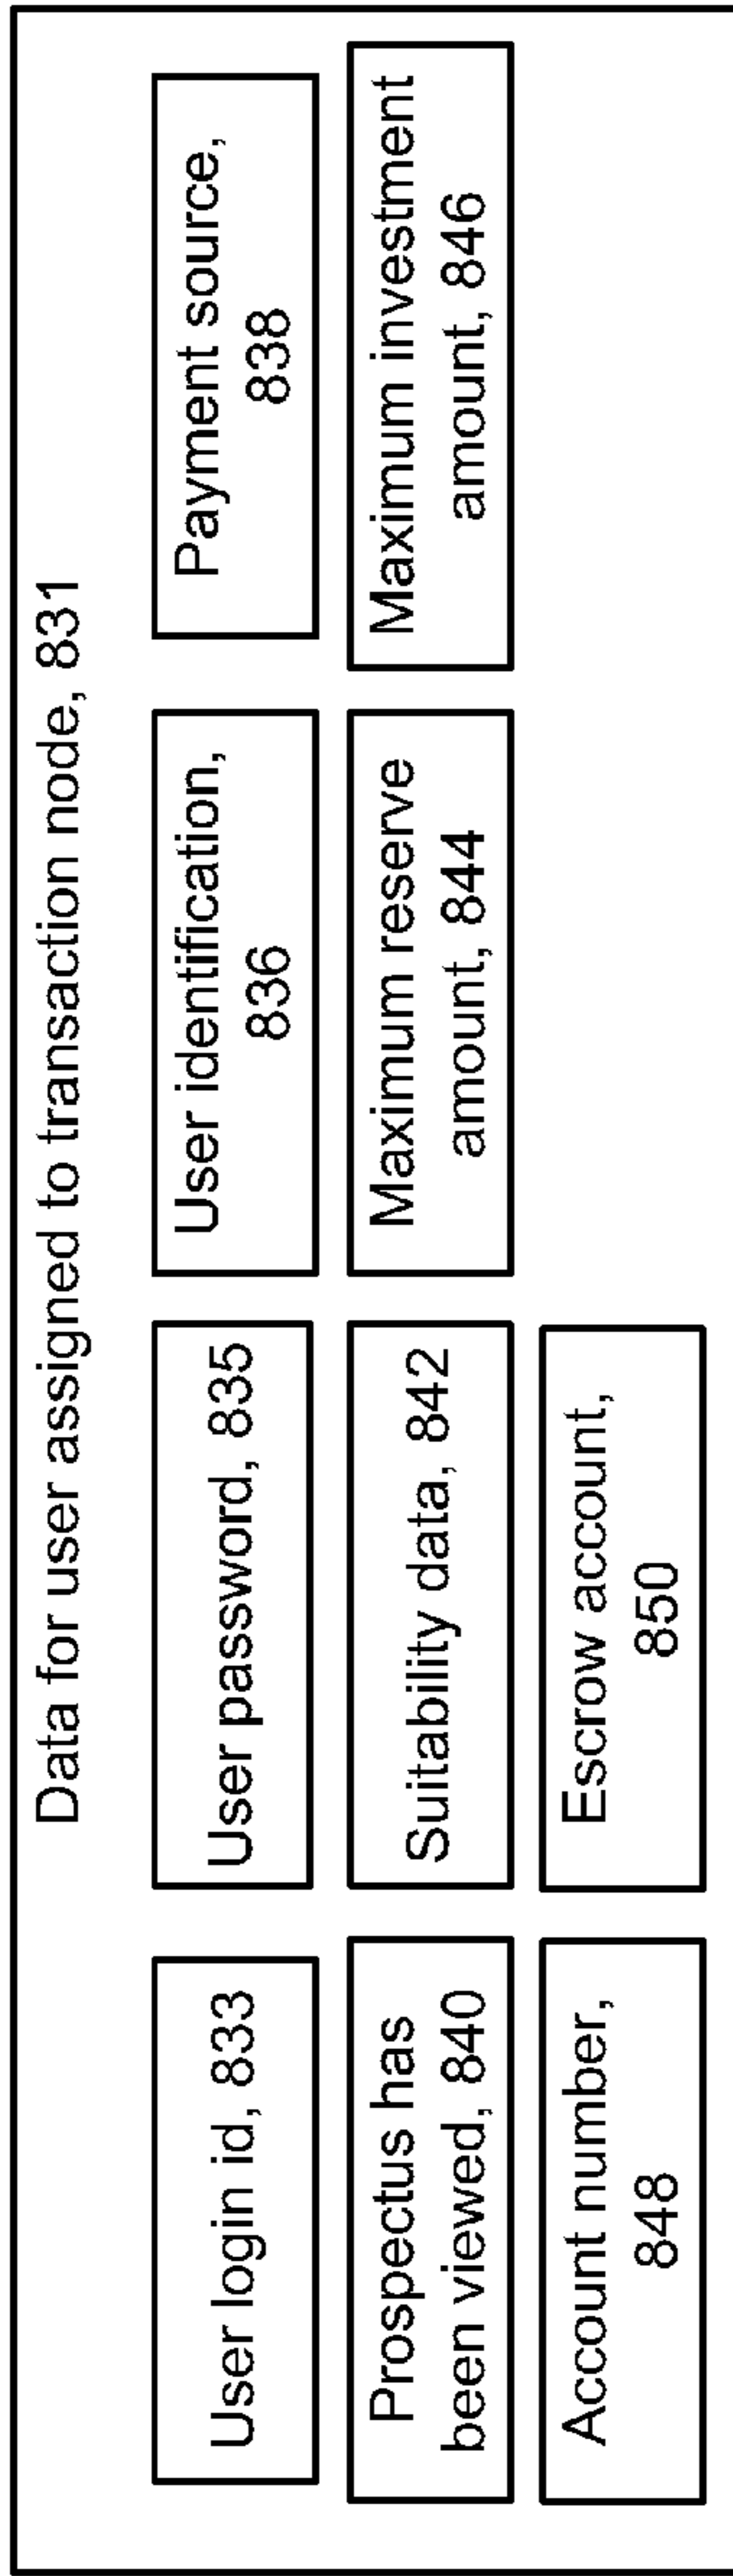 Data for user assigned to transaction node, 831
User login id, 833
User password, 835
User identification,
836
Payment source,
838
Prospectus has
been viewed, 840
Suitability data, 842
Maximum reserve
amount, 844
Maximum investment
amount, 846
Account number,
848
Escrow account,
850